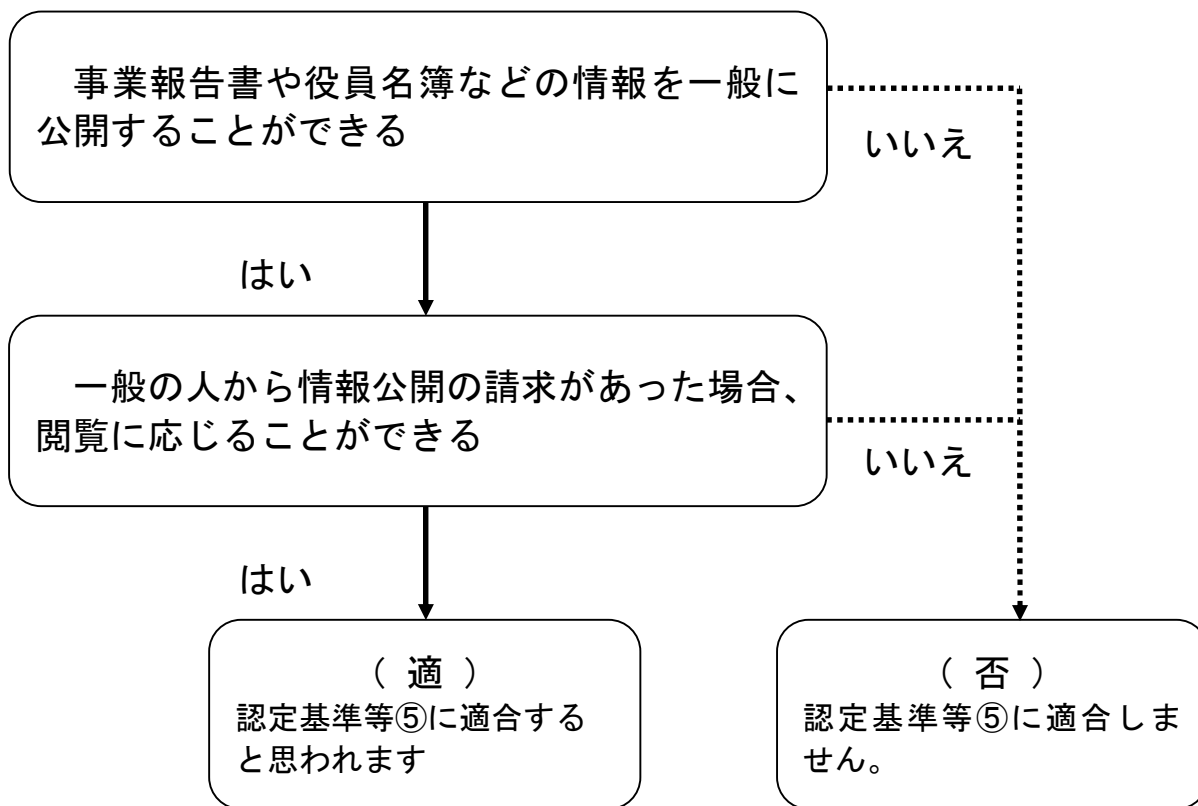 事業報告書や役員名簿などの情報を一般に
公開することができる
いいえ
はい
一般の人から情報公開の請求があった場合、
閲覧に応じることができる
いいえ
はい
（ 適 ）
認定基準等⑤に適合する
と思われます
（ 否 ）
認定基準等⑤に適合しま
せん。